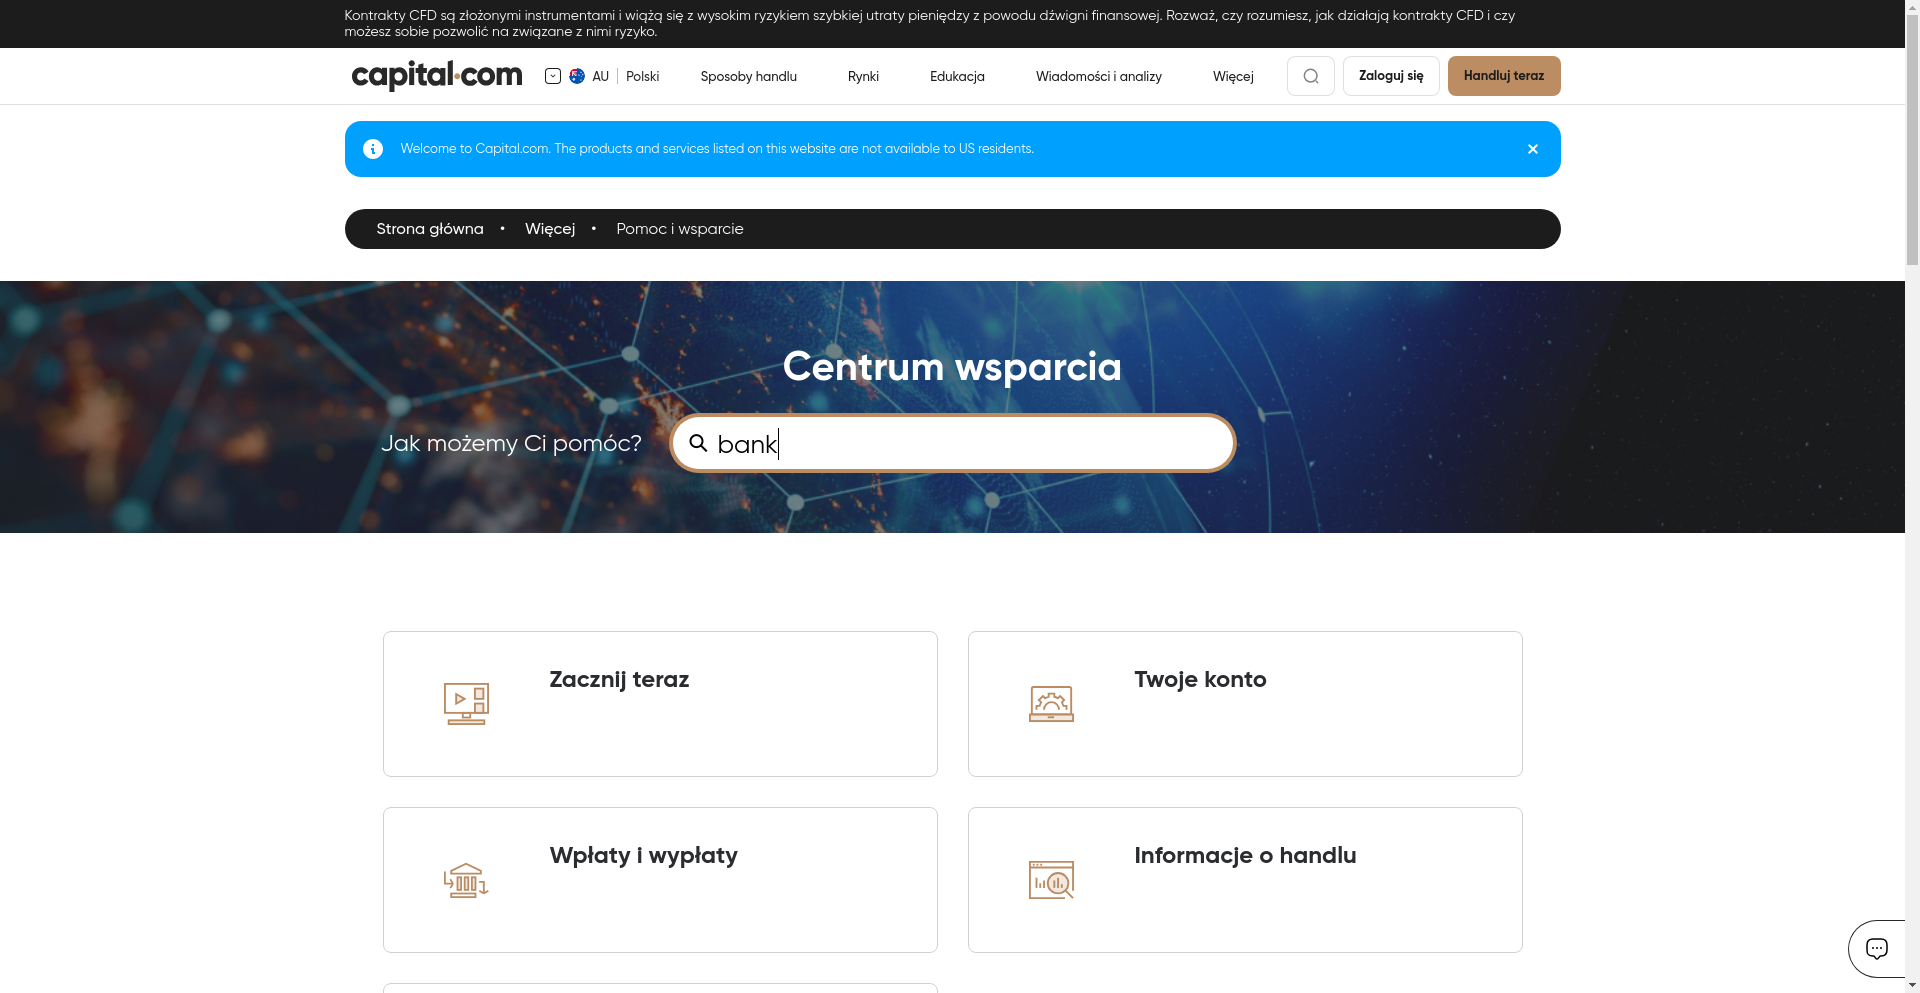 Kontrakty CFD są złożonymi instrumentami i wiążą się z wysokim ryzykiem szybkiej utraty pieniędzy z powodu dźwigni finansowej. Rozważ, czy rozumiesz, jak działają kontrakty CFD i czy
możesz sobie pozwolić na związane z nimi ryzyko.
capital.com AU Polski Sposoby handlu Rynki Edukacja Wiadomości i analizy Więcej Zaloguj się Handluj teraz
Welcome to Capital.com. The products and services listed on this website are not available to US residents.
Strona główna • Więcej • Pomoc i wsparcie
Centrum wsparcia
Jak możemy Ci pomóc? bank
Zacznij teraz
Twoje konto
Wpłaty i wypłaty
Informacje o handlu